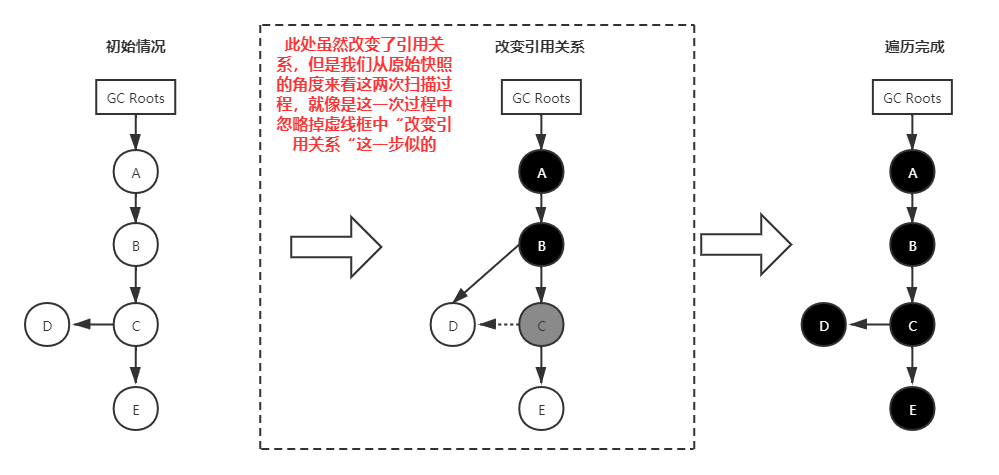 初始情况
GC Roots
A
B
D
C
E
此处虽然改变了引用关
系，但是我们从原始快照
的角度来看这两次扫描过
程，就像是这一次过程中
忽略掉虚线框中“改变引
用关系“这一步似的
改变引用关系
GC Roots
A
B
D
C
E
遍历完成
GC Roots
A
B
D
C
E